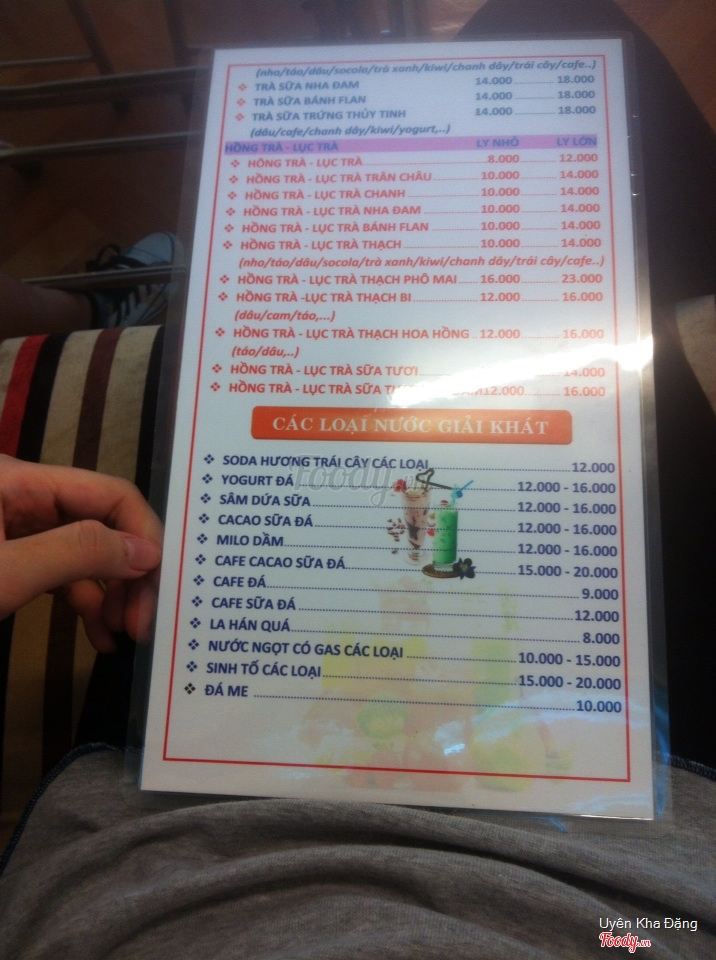 (nho/táo/dâu/socola/trà xanh/kiwi/chanh dây/trái cây/cafe..)
❖ TRÀ SỮA NHA ĐAM 14.000 18.000
❖ TRÀ SỮA BÁNH FLAN 14.000 18.000
❖ TRÀ SỮA TRỨNG THỦY TINH 14.000 18.000
(dâu/cafe/chanh dây/kiwi/yogurt,..)
HỒNG TRÀ - LỤC TRÀ LY NHỎ LY LỚN
❖ HỒNG TRÀ - LỤC TRÀ 8.000 12.000
❖ HỒNG TRÀ - LỤC TRÀ TRÂN CHÂU 10.000 14.000
❖ HỒNG TRÀ - LỤC TRÀ CHANH 10.000 14.000
❖ HỒNG TRÀ - LỤC TRÀ NHA ĐAM 10.000 14.000
❖ HỒNG TRÀ - LỤC TRÀ BÁNH FLAN 10.000 14.000
❖ HỒNG TRÀ - LỤC TRÀ THẠCH 10.000 14.000
(nho/táo/dâu/socola/trà xanh/kiwi/chanh dây/trái cây/cafe..)
❖ HỒNG TRÀ - LỤC TRÀ THẠCH PHÔ MAI 16.000 23.000
❖ HỒNG TRÀ -LỤC TRÀ THẠCH BI 12.000 16.000
(dâu/cam/táo,...)
❖ HỒNG TRÀ - LỤC TRÀ THẠCH HOA HỒNG 12.000 16.000
(táo/dâu,..)
❖ HỒNG TRÀ - LỤC TRÀ SỮA TƯƠI 14.000
❖ HỒNG TRÀ - LỤC TRÀ SỮA 12.000 16.000
CÁC LOẠI NƯỚC GIẢI KHÁT
❖ SODA HƯƠNG TRÁI CÂY CÁC LOẠI 12.000
❖ YOGURT ĐÁ 12.000 - 16.000
❖ SÂM DỨA SỮA 12.000 - 16.000
❖ CACAO SỮA ĐÁ 12.000 - 16.000
❖ MILO DẦM 12.000 - 16.000
❖ CAFE CACAO SỮA ĐÁ 15.000 - 20.000
❖ CAFE ĐÁ 9.000
❖ CAFE SỮA ĐÁ 12.000
❖ LA HÁN QUẢ 8.000
❖ NƯỚC NGỌT CÓ GAS CÁC LOẠI 10.000 - 15.000
❖ SINH TỐ CÁC LOẠI 15.000 - 20.000
❖ ĐÁ ME 10.000
Foody.vn
Uyên Kha Đặng
Foody.vn